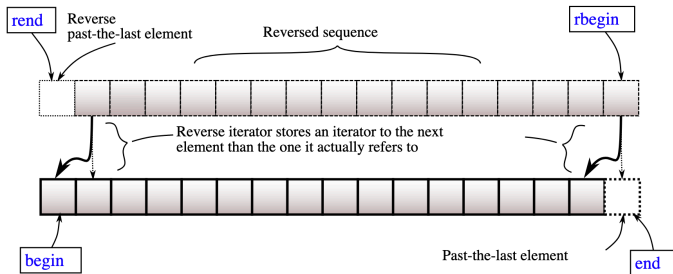 rend
Reverse
past-the-last element
Reversed sequence
rbegin
Reverse iterator stores an iterator to the next
element than the one it actually refers to
begin
Past-the-last element
end